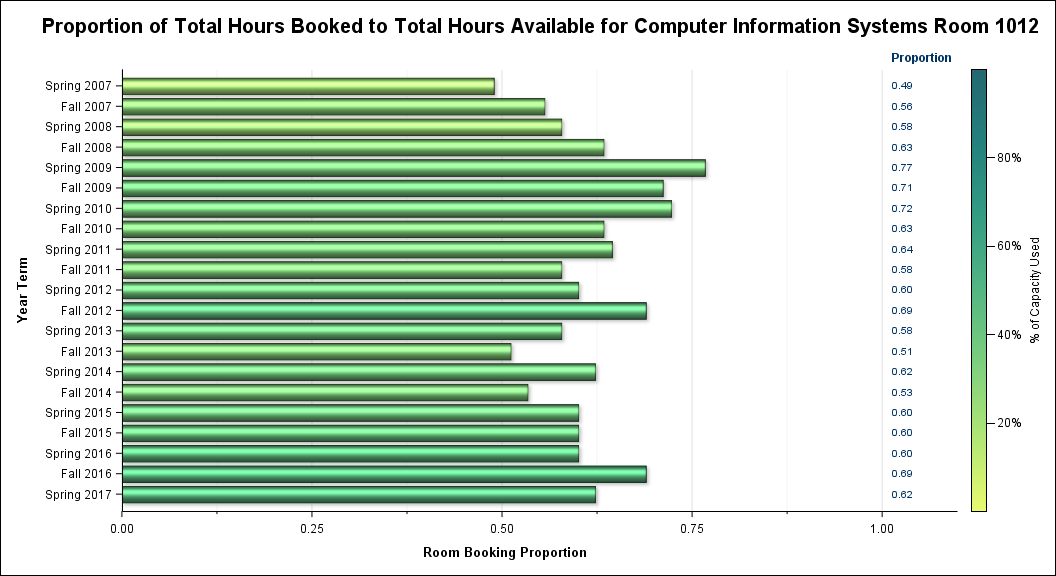 Proportion of Total Hours Booked to Total Hours Available for Computer Information Systems Room 1012
Proportion
Spring 2007 0.49
Fall 2007 0.56
Spring 2008 0.58
Fall 2008 0.63
Spring 2009 0.77
Fall 2009 0.71
Spring 2010 0.72
Fall 2010 0.63
Spring 2011 0.64
Fall 2011 0.58
Spring 2012 0.60
Fall 2012 0.69
Spring 2013 0.58
Fall 2013 0.51
Spring 2014 0.62
Fall 2014 0.53
Spring 2015 0.60
Fall 2015 0.60
Spring 2016 0.60
Fall 2016 0.69
Spring 2017 0.62
Year Term
0.00 0.25 0.50 0.75 1.00
Room Booking Proportion
80%
60%
40%
20%
% of Capacity Used